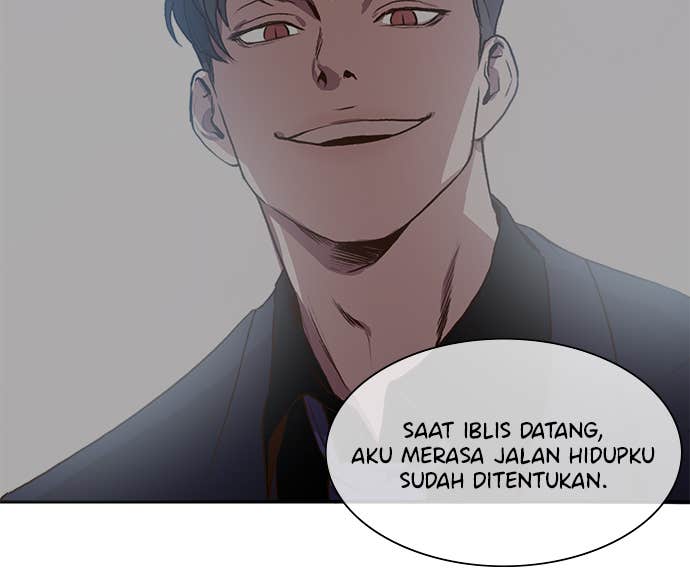 SAAT IBLIS DATANG,
AKU MERASA JALAN HIDUPKU
SUDAH DITENTUKAN.